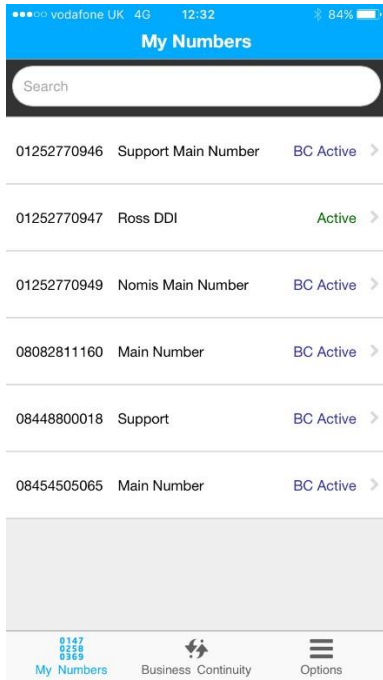 vodafone UK 4G 12:32 84%
My Numbers
Search
01252770946 Support Main Number BC Active
01252770947 Ross DDI Active
01252770949 Nomis Main Number BC Active
08082811160 Main Number BC Active
08448800018 Support BC Active
08454505065 Main Number BC Active
0147
0258
0369
My Numbers Business Continuity Options